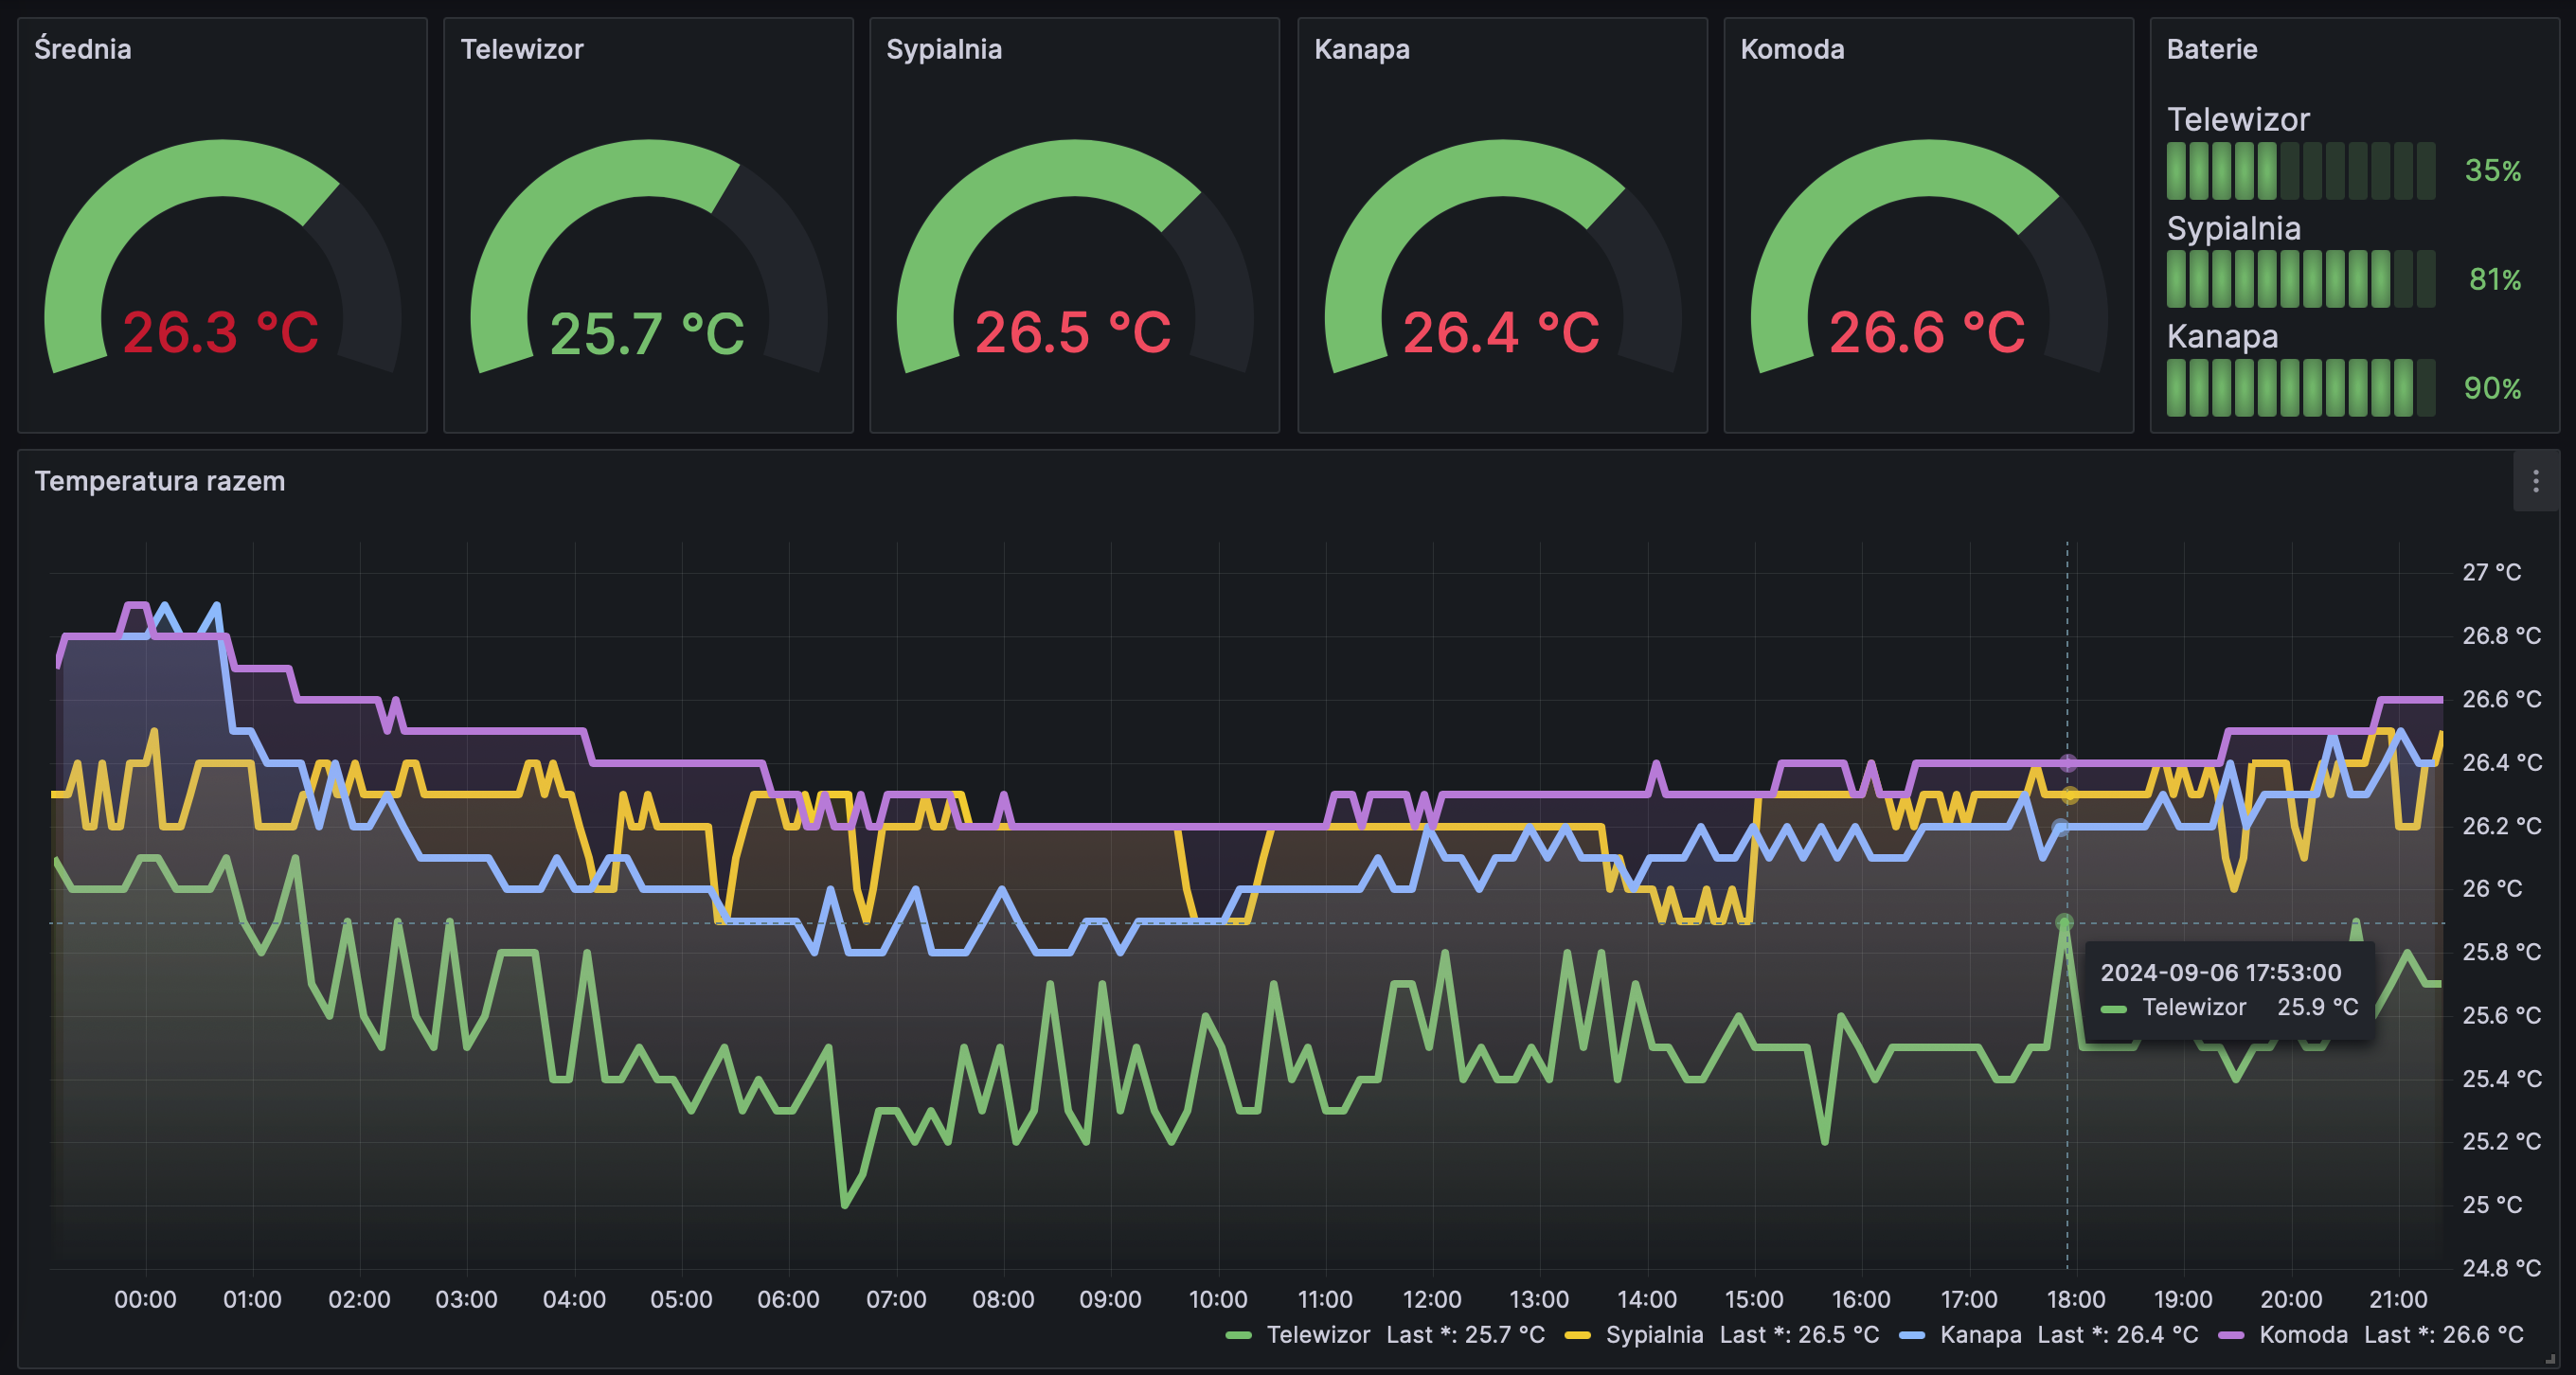 Średnia
26.3 °C
Telewizor
25.7 °C
Sypialnia
26.5 °C
Kanapa
26.4 °C
Komoda
26.6 °C
Baterie
Telewizor
35%
Sypialnia
81%
Kanapa
90%
Temperatura razem
27 °C
26.8 °C
26.6 °C
26.4 °C
26.2 °C
26 °C
25.8 °C
25.6 °C
25.4 °C
25.2 °C
25 °C
24.8 °C
2024-09-06 17:53:00
Telewizor 25.9 °C
00:00 01:00 02:00 03:00 04:00 05:00 06:00 07:00 08:00 09:00 10:00 11:00 12:00 13:00 14:00 15:00 16:00 17:00 18:00 19:00 20:00 21:00
Telewizor Last *: 25.7 °C Sypialnia Last *: 26.5 °C Kanapa Last *: 26.4 °C Komoda Last *: 26.6 °C